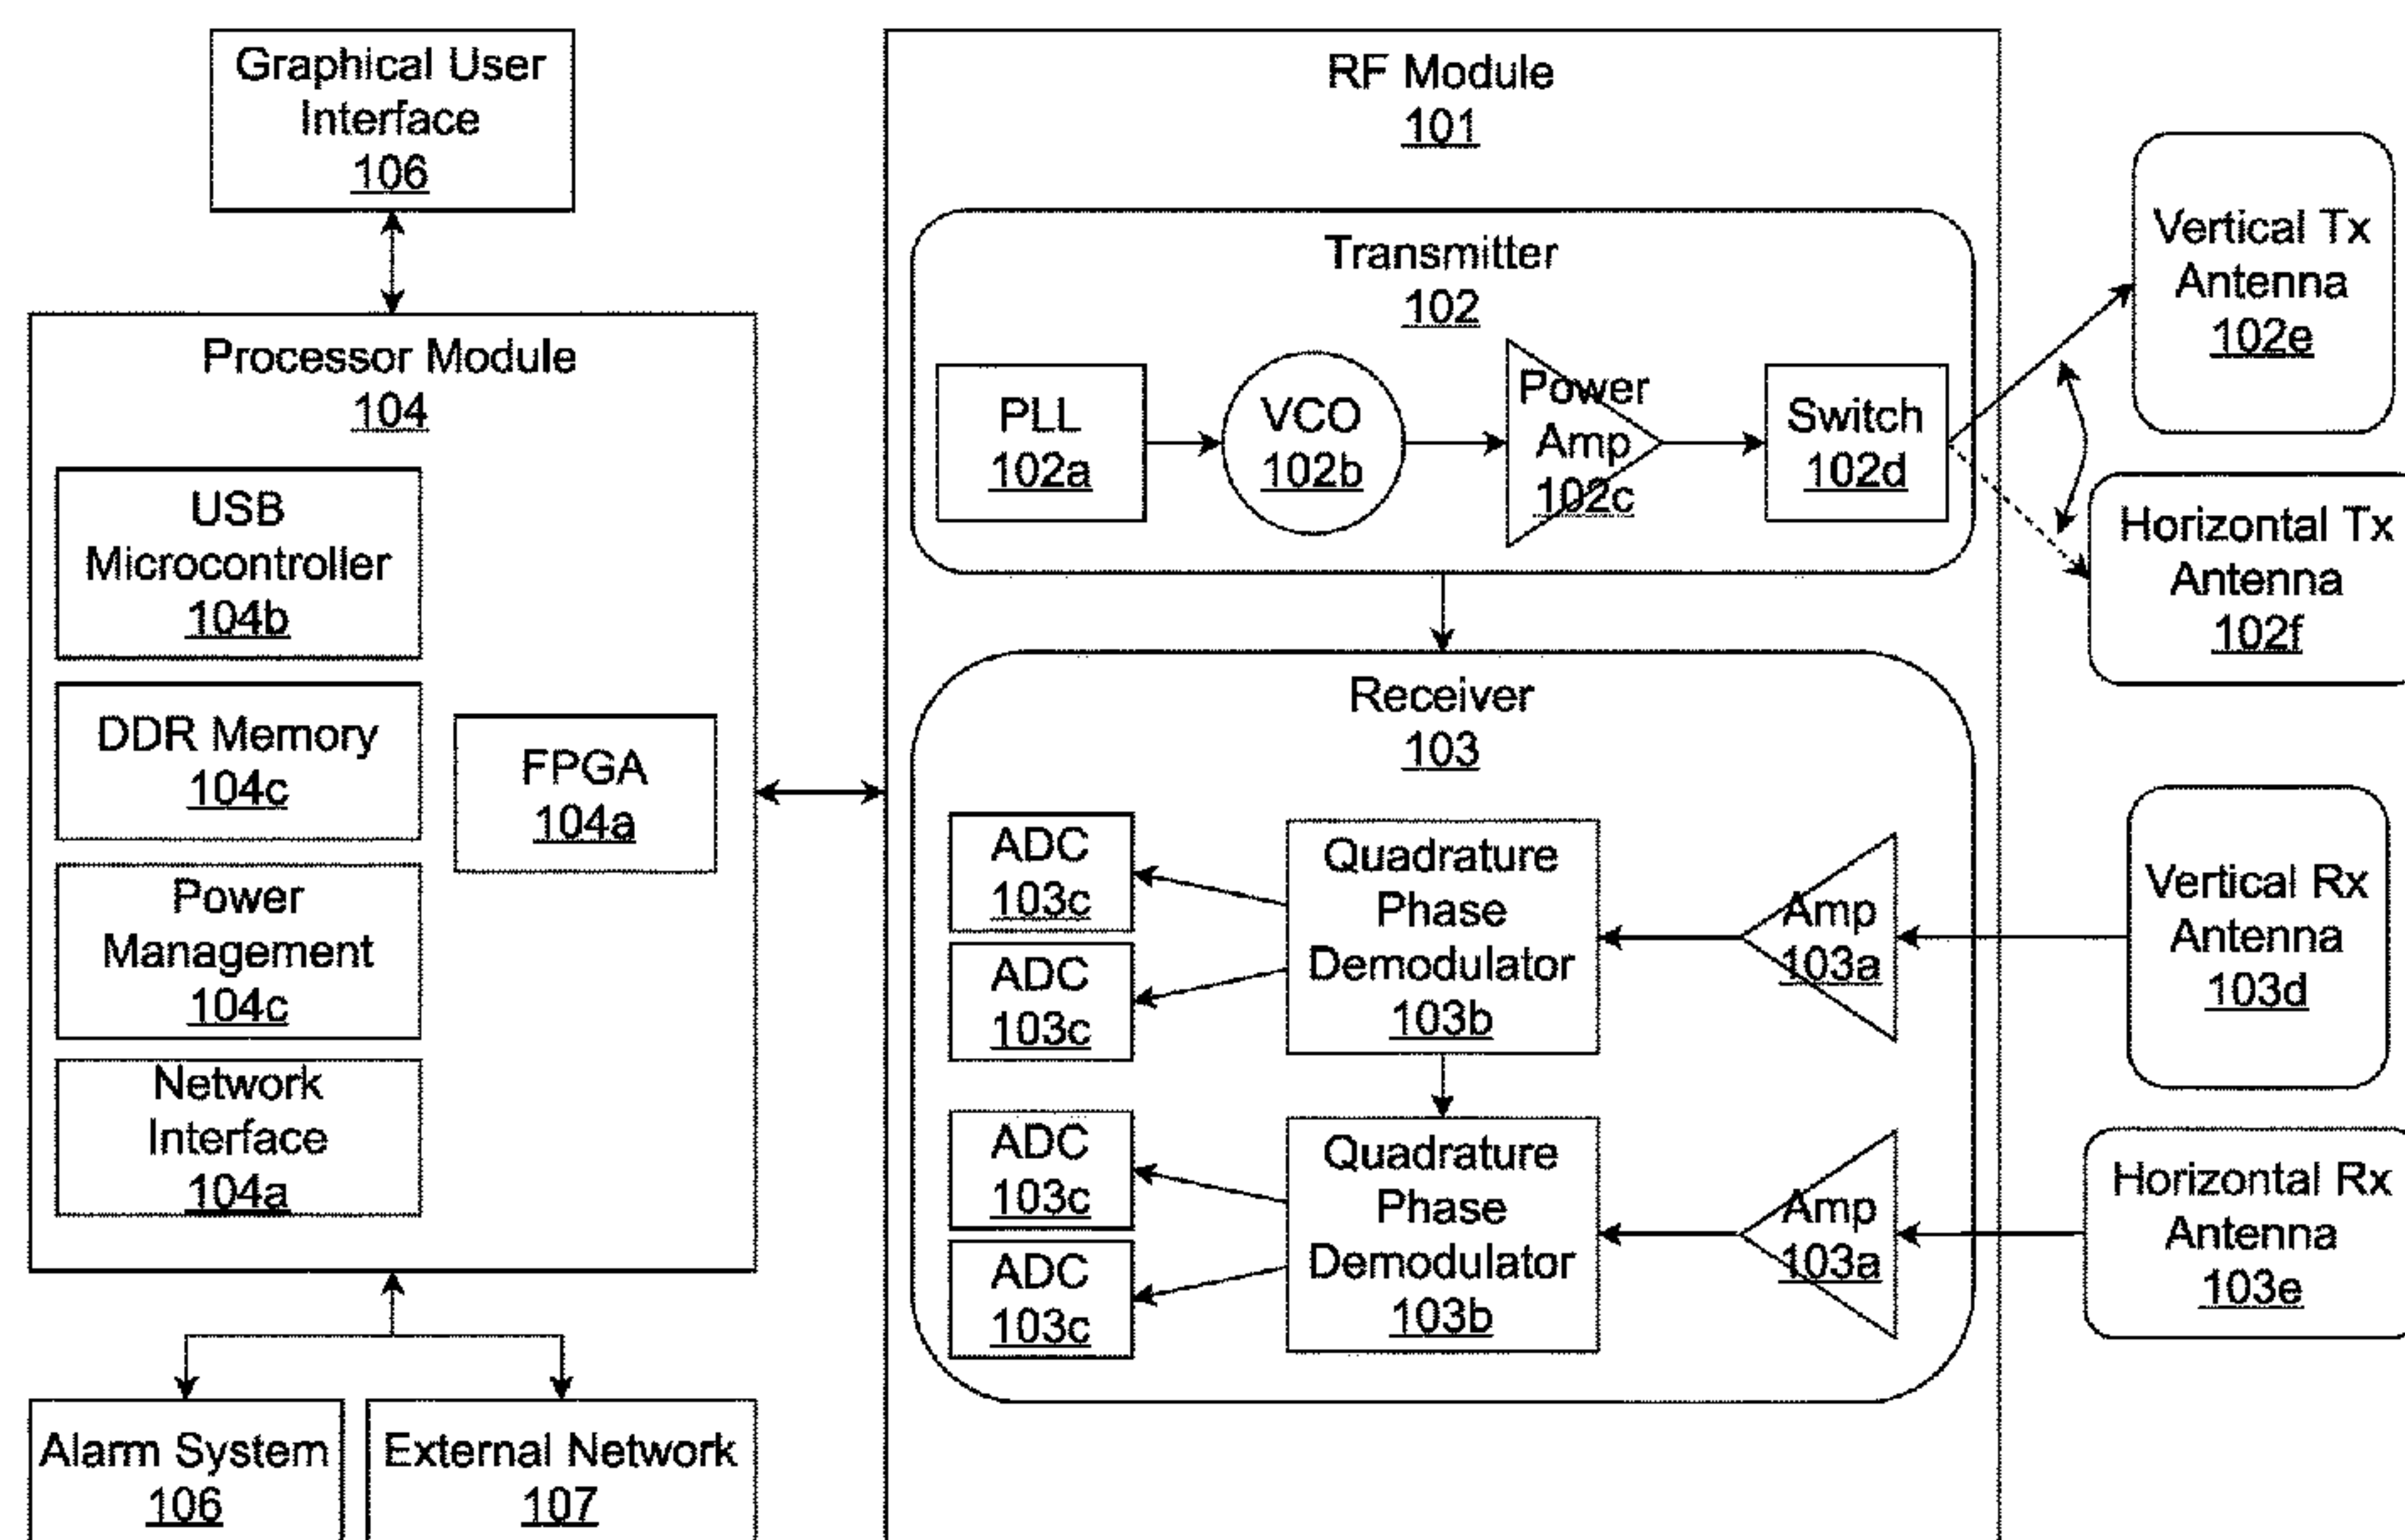 Graphical User
Interface
106
Processor Module
104
USB
Microcontroller
104b
DDR Memory
104c
Power
Management
104c
Network
Interface
104a
FPGA
104a
Alarm System
106
External Network
107
RF Module
101
Transmitter
102
PLL
102a
VCO
102b
Power
Amp
102c
Switch
102d
Vertical Tx
Antenna
102e
Horizontal Tx
Antenna
102f
Receiver
103
ADC
103c
ADC
103c
Quadrature
Phase
Demodulator
103b
Amp
103a
Vertical Rx
Antenna
103d
ADC
103c
ADC
103c
Quadrature
Phase
Demodulator
103b
Amp
103a
Horizontal Rx
Antenna
103e